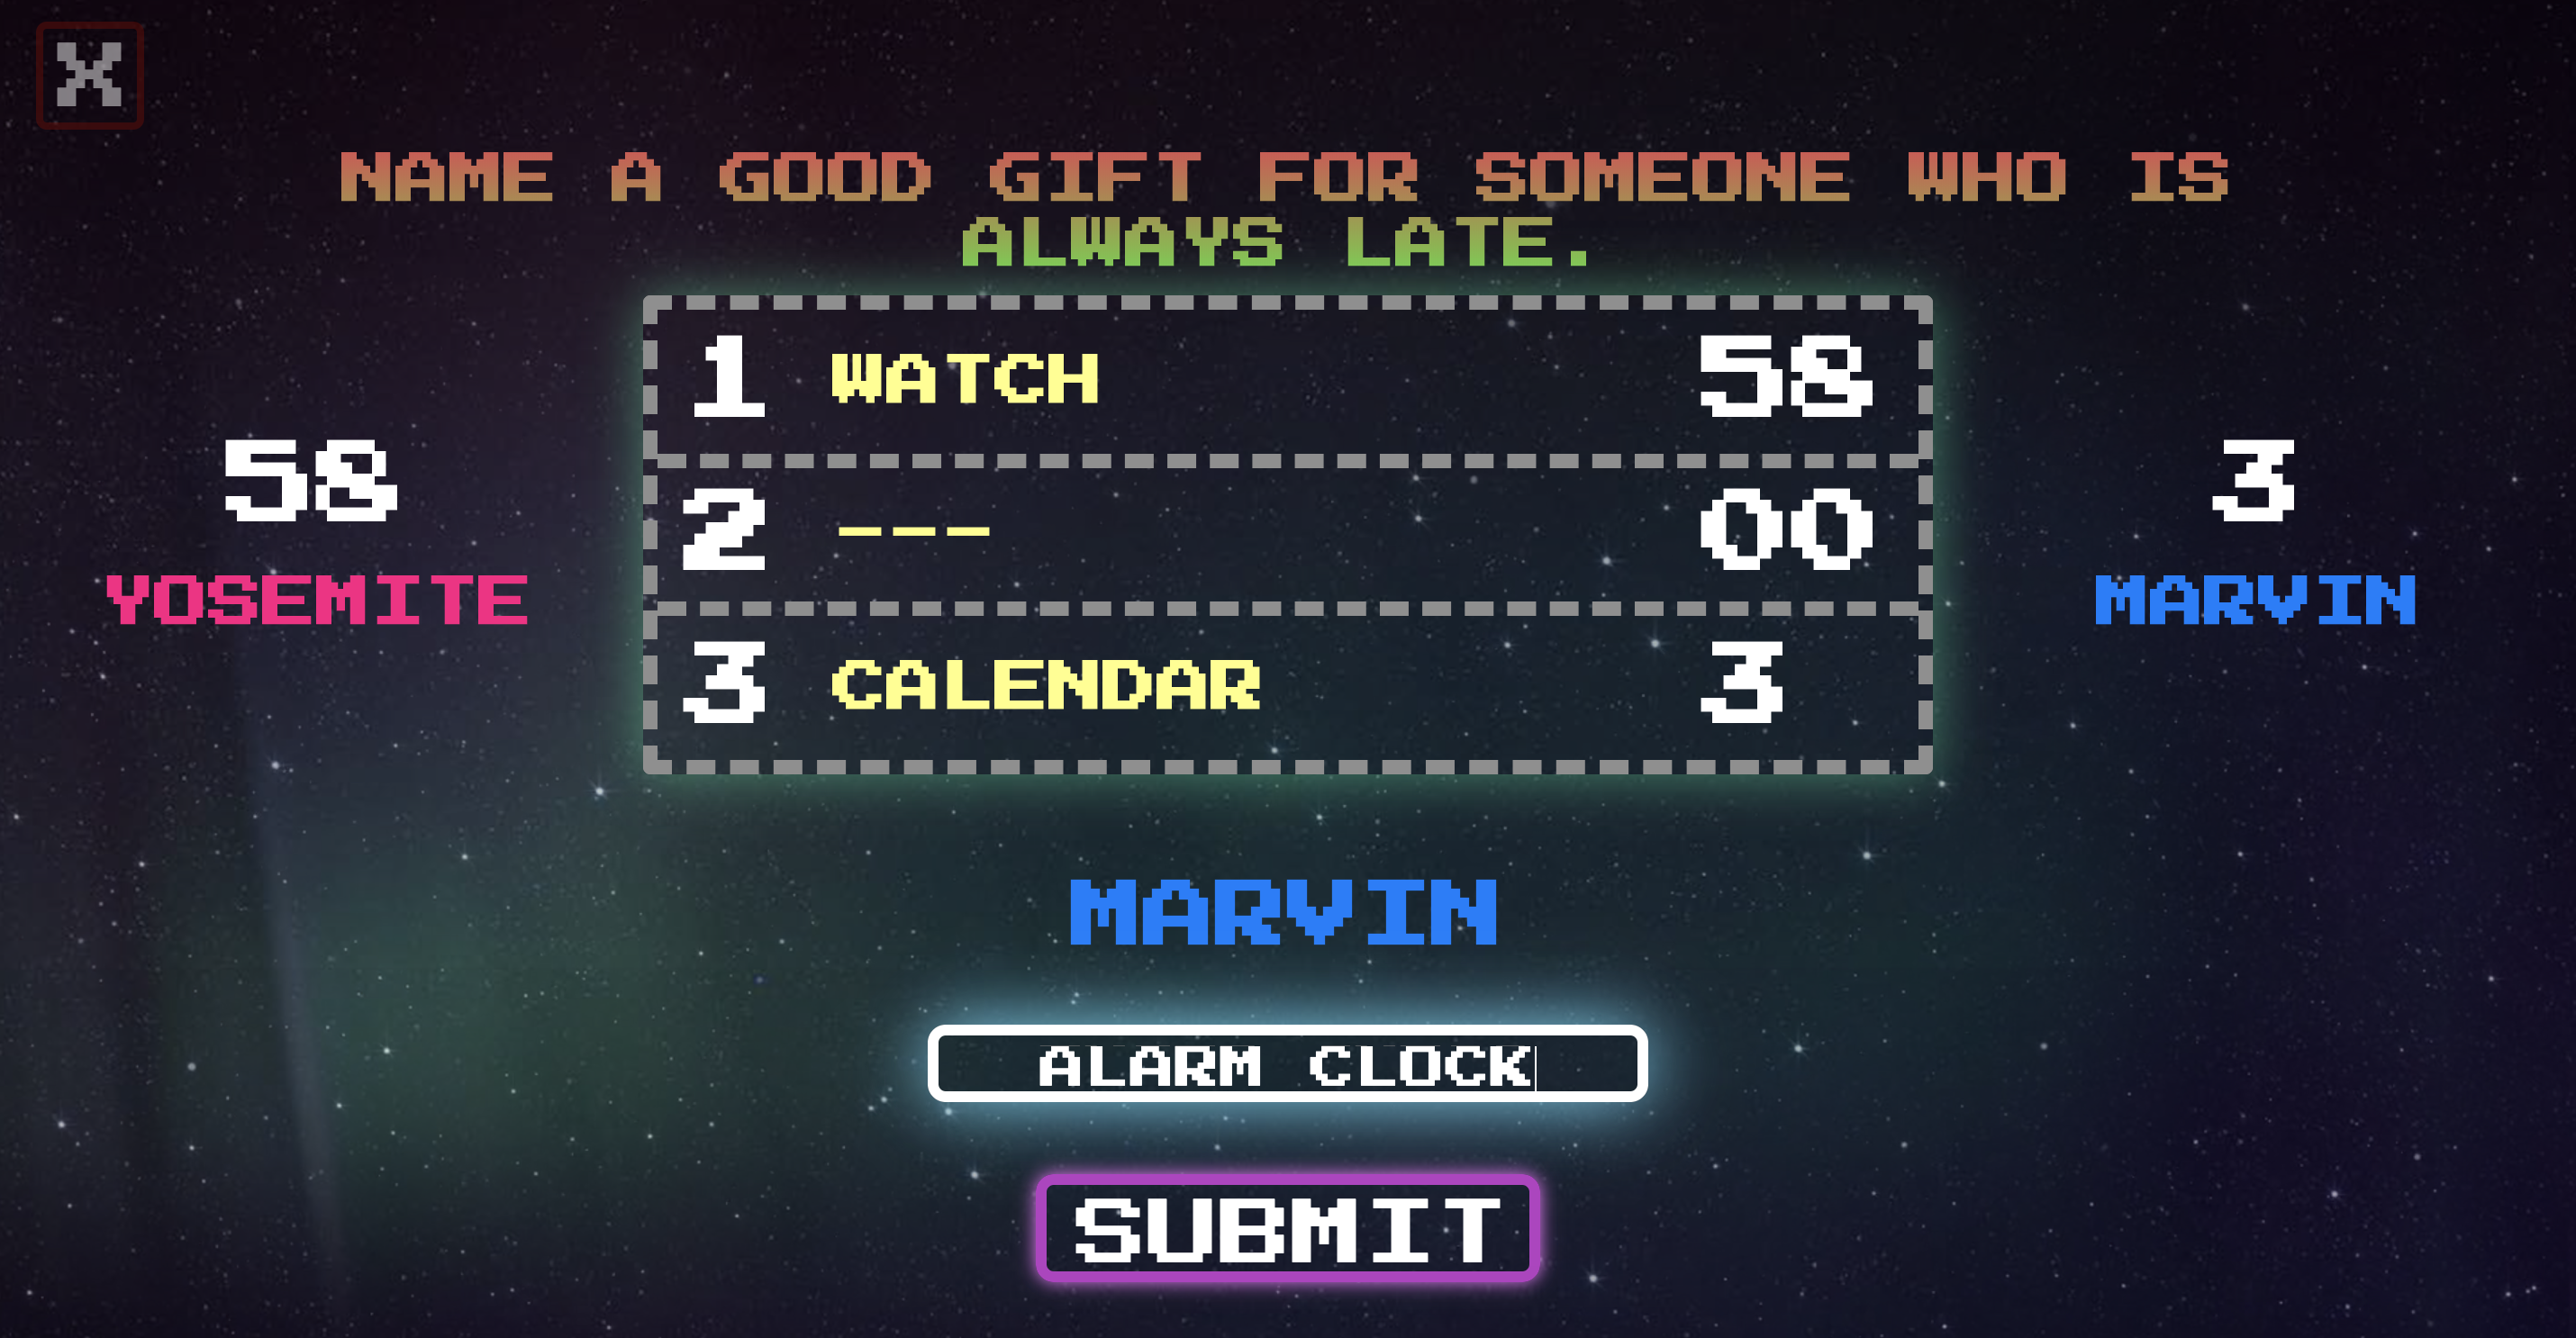 X
NAME A GOOD GIFT FOR SOMEONE WHO IS
ALWAYS LATE.
1 WATCH 58
2 --- 00
3 CALENDAR 3
58
YOSEMITE
3
MARVIN
MARVIN
ALARM CLOCK
SUBMIT